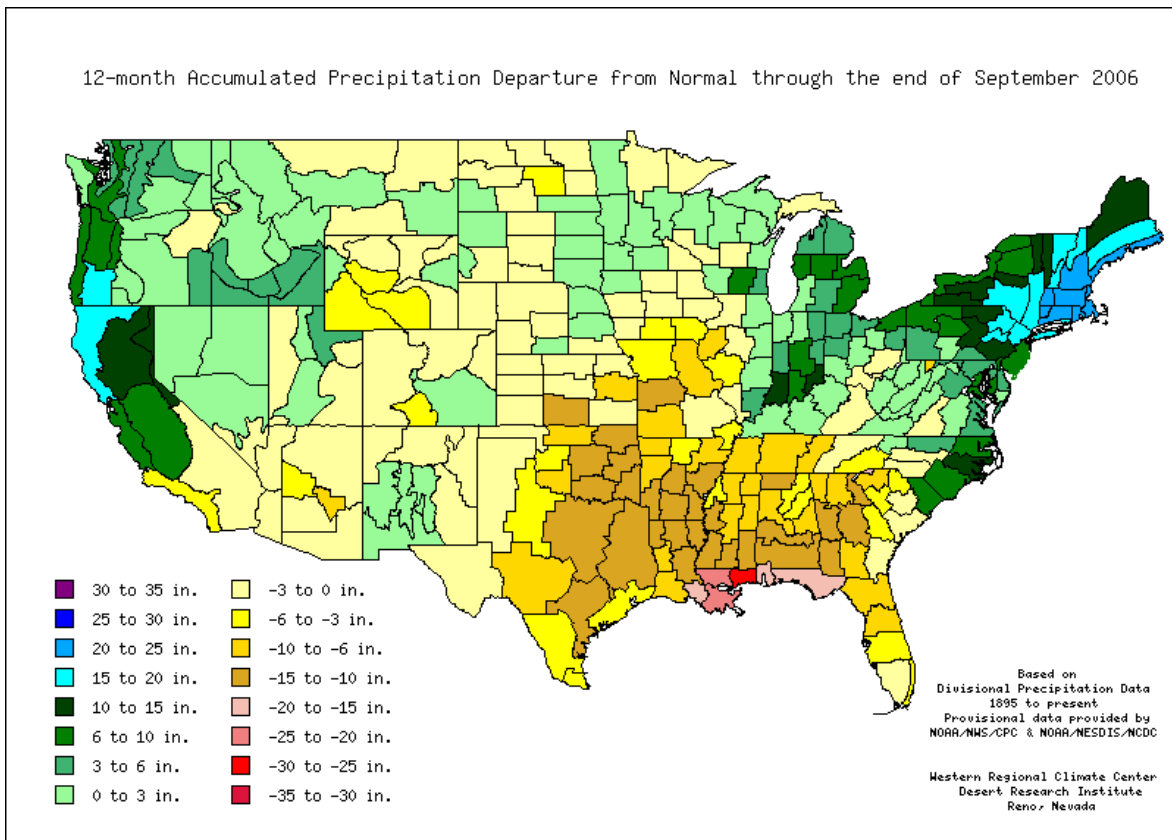 12-month Accumulated Precipitation Departure from Normal through the end of September 2006
30 to 35 in.
25 to 30 in.
20 to 25 in.
15 to 20 in.
10 to 15 in.
6 to 10 in.
3 to 6 in.
0 to 3 in.
-3 to 0 in.
-6 to -3 in.
-10 to -6 in.
-15 to -10 in.
-20 to -15 in.
-25 to -20 in.
-30 to -25 in.
-35 to -30 in.
Based on
Divisional Precipitation Data
1895 to present
Provisional data provided by
NOAA/NWS/CPC & NOAA/NESDIS/NCDC
Western Regional Climate Center
Desert Research Institute
Reno, Nevada